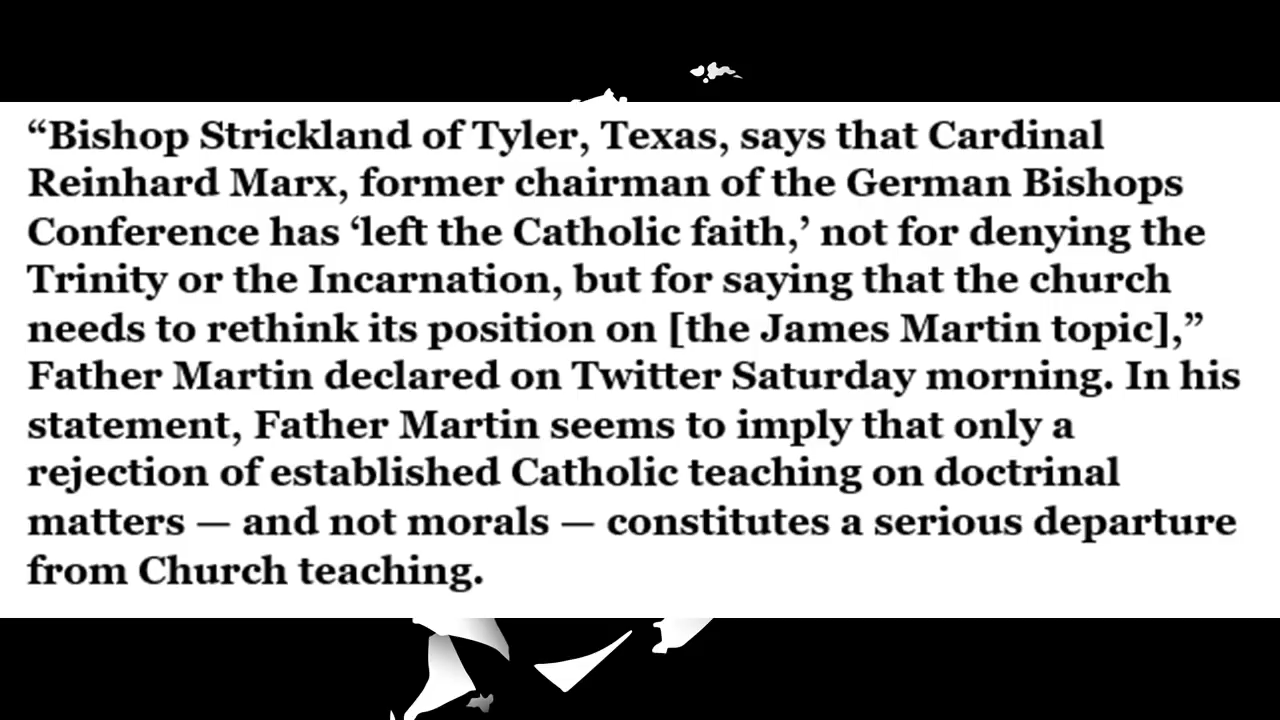 “Bishop Strickland of Tyler, Texas, says that Cardinal
Reinhard Marx, former chairman of the German Bishops
Conference has ‘left the Catholic faith,’ not for denying the
Trinity or the Incarnation, but for saying that the church
needs to rethink its position on [the James Martin topic],”
Father Martin declared on Twitter Saturday morning. In his
statement, Father Martin seems to imply that only a
rejection of established Catholic teaching on doctrinal
matters — and not morals — constitutes a serious departure
from Church teaching.